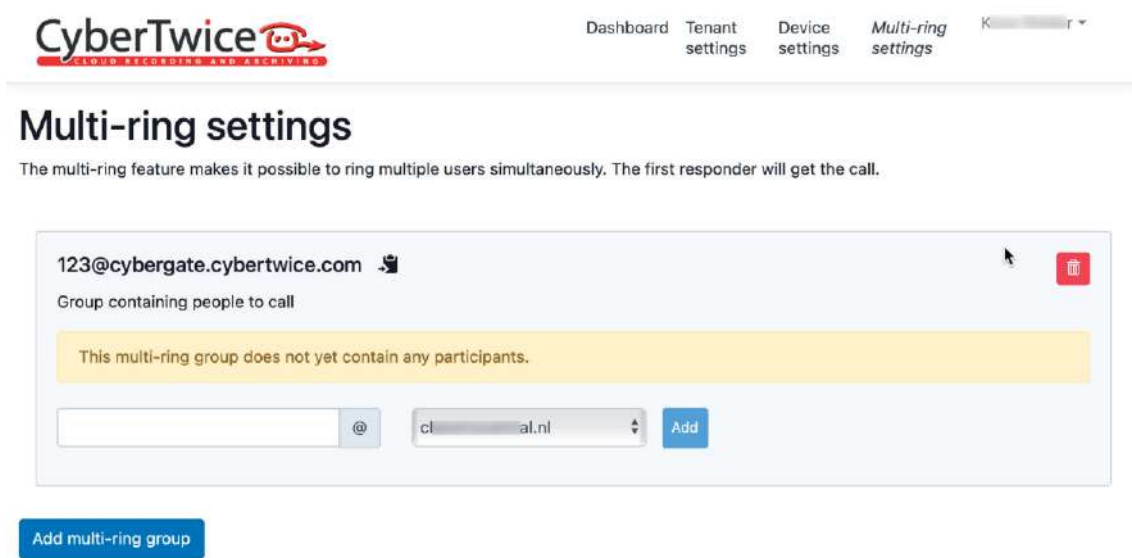 CyberTwice
CLOUD RECORDING AND ARCHIVING
Dashboard
Tenant settings
Device settings
Multi-ring settings
Multi-ring settings
The multi-ring feature makes it possible to ring multiple users simultaneously. The first responder will get the call.
123@cybergate.cybertwice.com
Group containing people to call
This multi-ring group does not yet contain any participants.
@
Add
Add multi-ring group